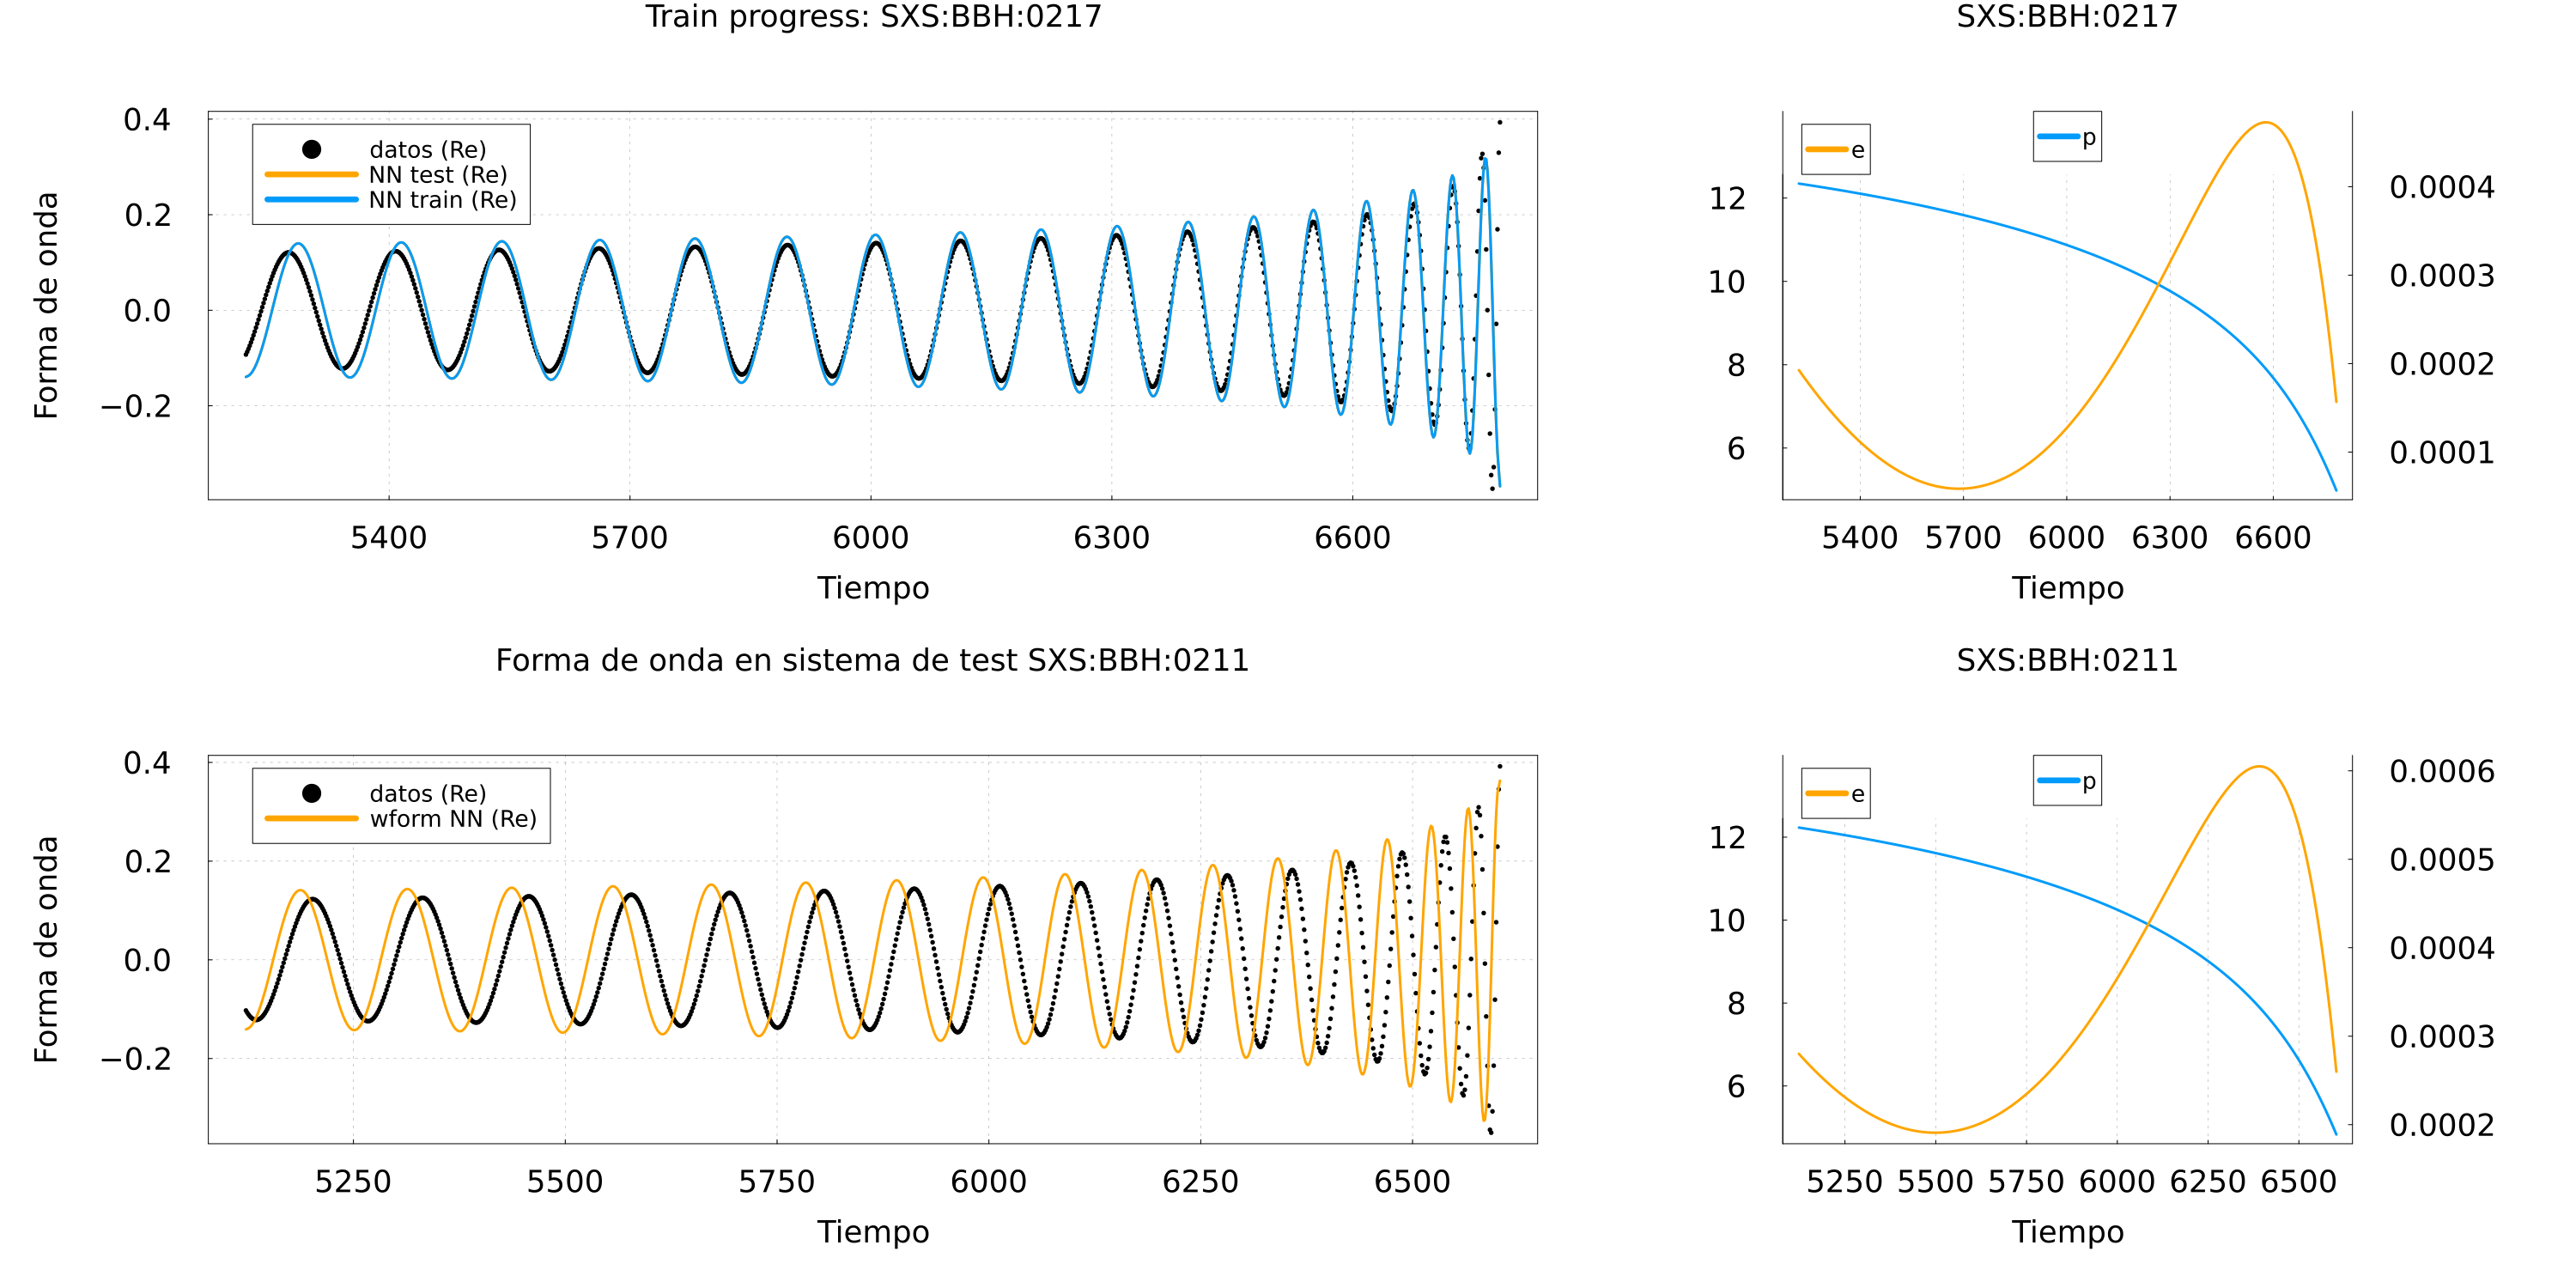 Train progress: SXS:BBH:0217
Forma de onda
0.4
0.2
0.0
−0.2
datos (Re)
NN test (Re)
NN train (Re)
5400 5700 6000 6300 6600
Tiempo
SXS:BBH:0217
12
10
8
6
e
p
0.0004
0.0003
0.0002
0.0001
5400 5700 6000 6300 6600
Tiempo
Forma de onda en sistema de test SXS:BBH:0211
Forma de onda
0.4
0.2
0.0
−0.2
datos (Re)
wform NN (Re)
5250 5500 5750 6000 6250 6500
Tiempo
SXS:BBH:0211
12
10
8
6
e
p
0.0006
0.0005
0.0004
0.0003
0.0002
5250 5500 5750 6000 6250 6500
Tiempo